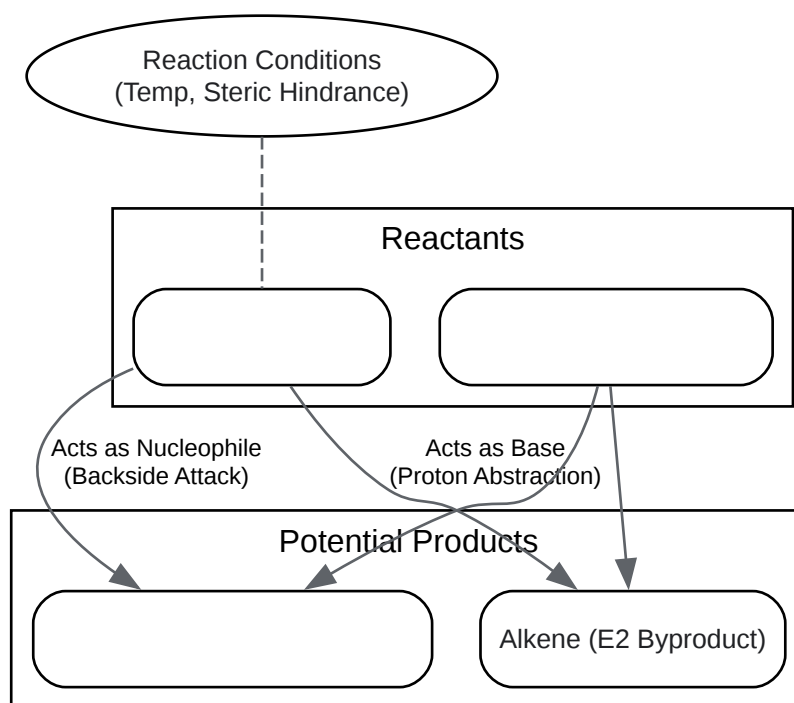 Reaction Conditions
(Temp, Steric Hindrance)
Reactants
Acts as Nucleophile
(Backside Attack)
Acts as Base
(Proton Abstraction)
Potential Products
Alkene (E2 Byproduct)